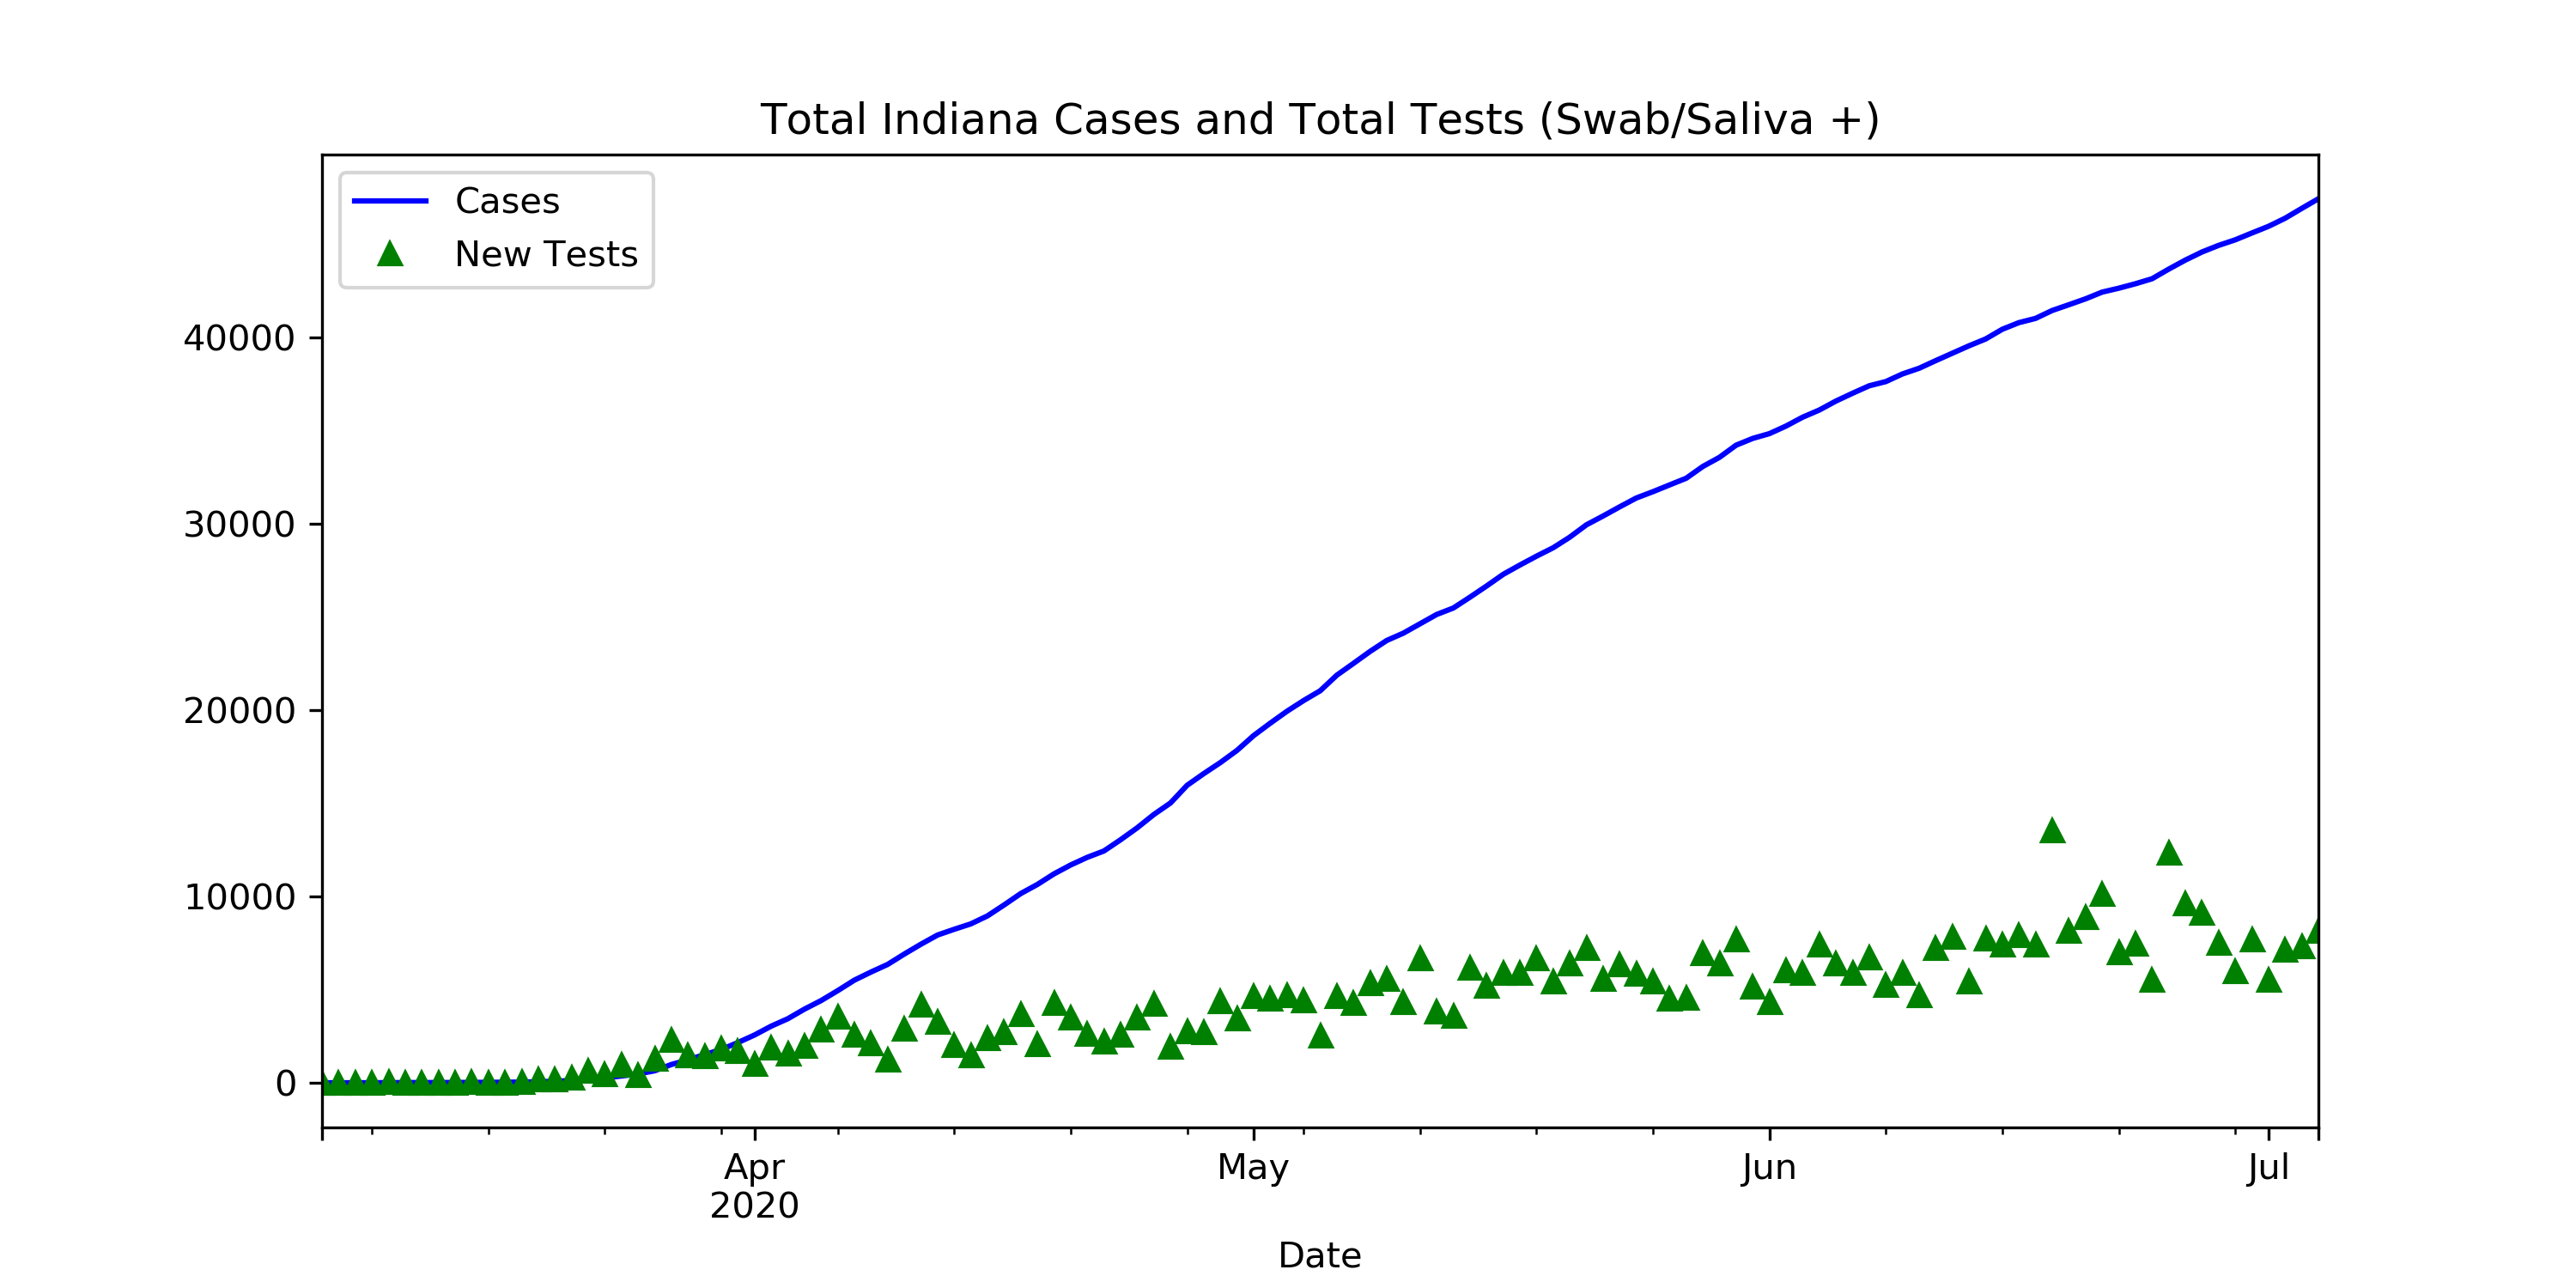 Total Indiana Cases and Total Tests (Swab/Saliva +)
Cases
New Tests
40000
30000
20000
10000
0
Apr
2020
May
Jun
Jul
Date